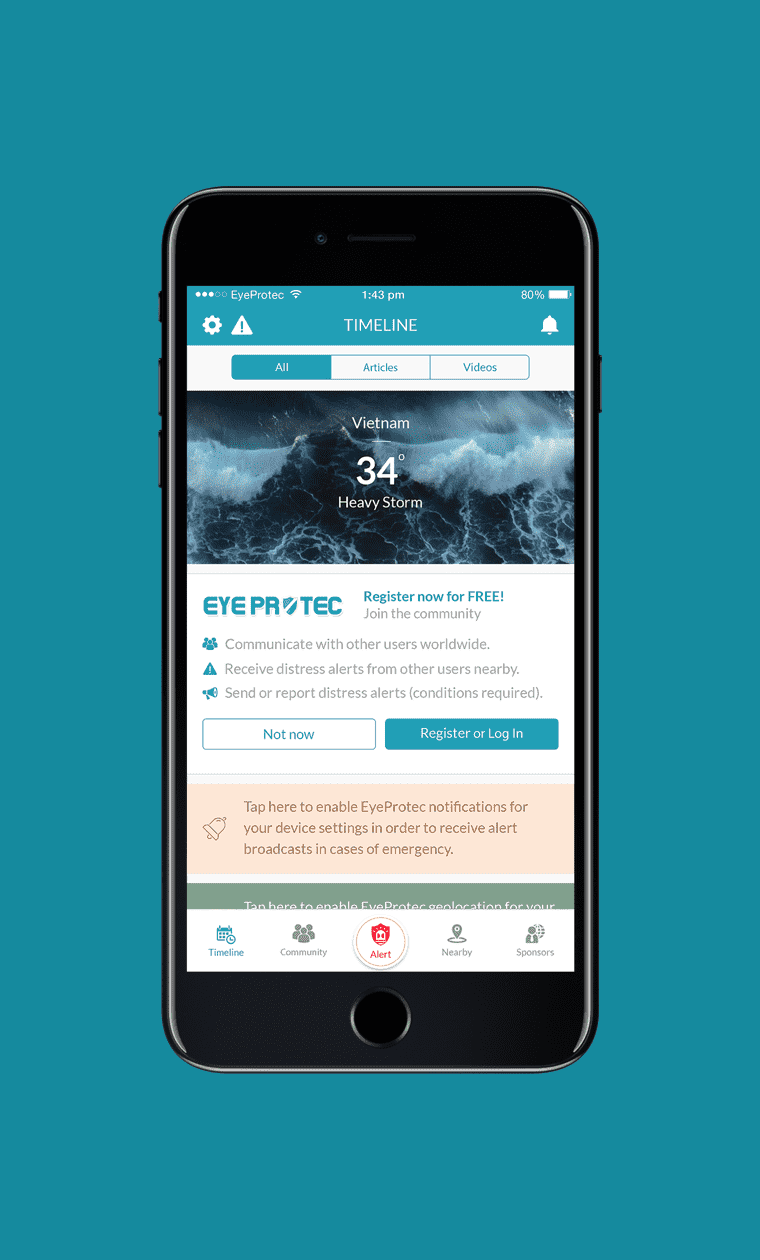 EyeProtec 1:43 pm 80%
TIMELINE
All Articles Videos
Vietnam
34°
Heavy Storm
EYE PROTEC
Register now for FREE!
Join the community
Communicate with other users worldwide.
Receive distress alerts from other users nearby.
Send or report distress alerts (conditions required).
Not now Register or Log In
Tap here to enable EyeProtec notifications for
your device settings in order to receive alert
broadcasts in cases of emergency.
Tap here to enable EyeProtec geolocation for your
Timeline Community Alert Nearby Sponsors